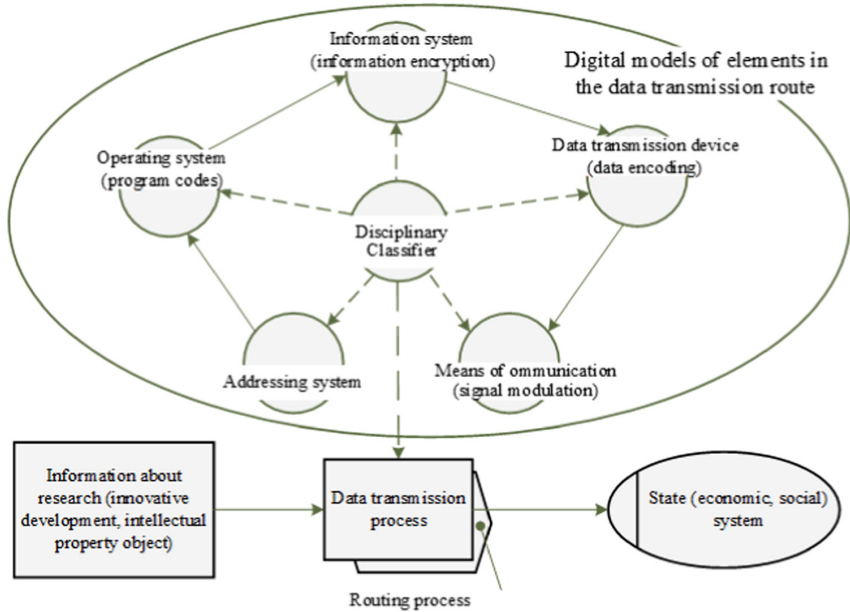 Information system
(information encryption)
Digital models of elements in
the data transmission route
Operating system
(program codes)
Data transmission device
(data encoding)
Disciplinary
Classifier
Addressing system
Means of ommunication
(signal modulation)
Information about
research (innovative
development, intellectual
property object)
Data transmission
process
State (economic, social)
system
Routing process